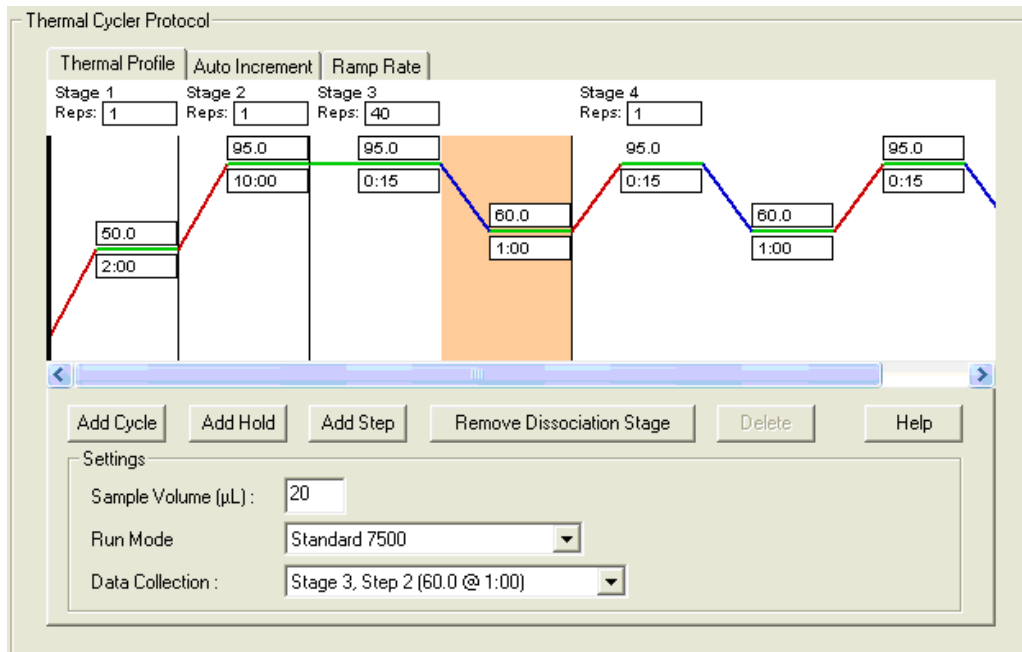 Thermal Cycler Protocol
Thermal Profile Auto Increment Ramp Rate
Stage 1 Stage 2 Stage 3 Stage 4
Reps: 1 Reps: 1 Reps: 40 Reps: 1
95.0 95.0 95.0 95.0
10:00 0:15 0:15 0:15
60.0 60.0
50.0
1:00 1:00
2:00
Add Cycle Add Hold Add Step Remove Dissociation Stage Delete Help
Settings
Sample Volume (µL) : 20
Run Mode Standard 7500
Data Collection : Stage 3, Step 2 (60.0 @ 1:00)